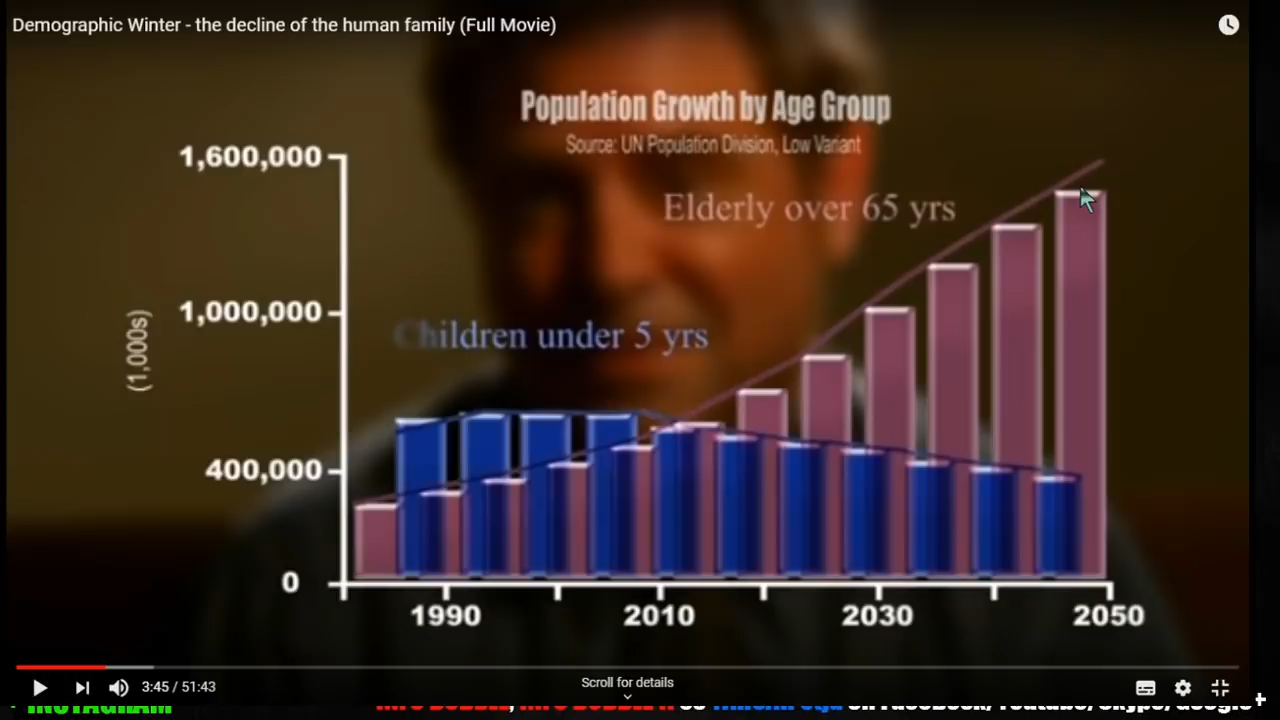 Demographic Winter - the decline of the human family (Full Movie)
Population Growth by Age Group
Source: UN Population Division, Low Variant
1,600,000
Elderly over 65 yrs
1,000,000
Children under 5 yrs
(1,000s)
400,000
0
1990 2010 2030 2050
3:45 / 51:43
Scroll for details
INSTAGRAM